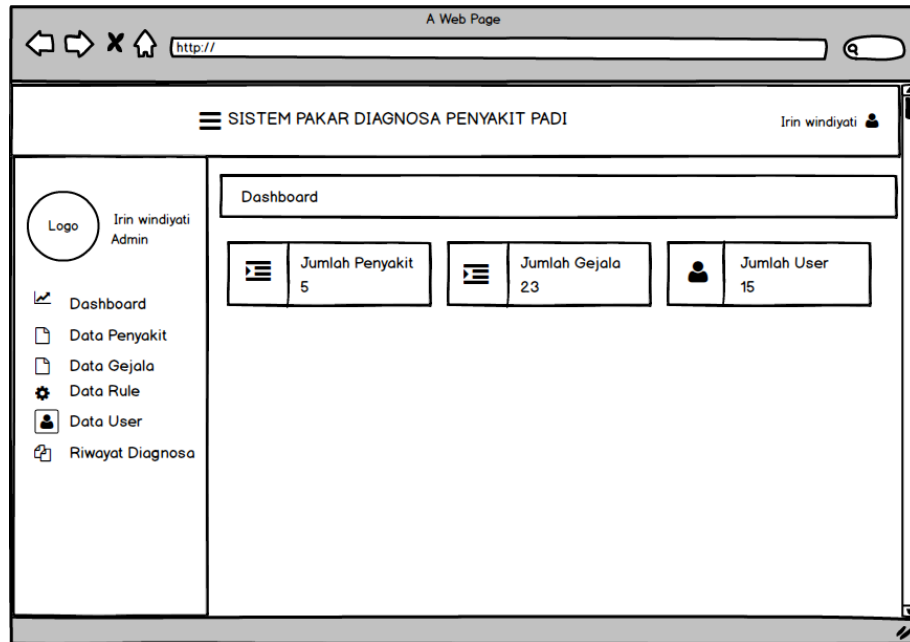 A Web Page
http://
SISTEM PAKAR DIAGNOSA PENYAKIT PADI
Irin windiyati
Logo
Irin windiyati
Admin
Dashboard
Data Penyakit
Data Gejala
Data Rule
Data User
Riwayat Diagnosa
Dashboard
Jumlah Penyakit
5
Jumlah Gejala
23
Jumlah User
15